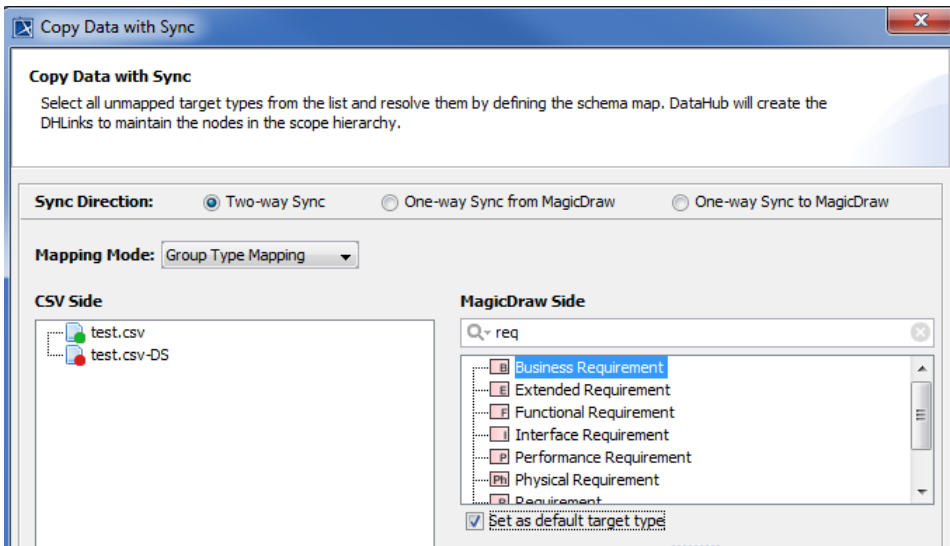 Copy Data with Sync
Copy Data with Sync
Select all unmapped target types from the list and resolve them by defining the schema map. DataHub will create the
DHLinks to maintain the nodes in the scope hierarchy.
Sync Direction: Two-way Sync One-way Sync from MagicDraw One-way Sync to MagicDraw
Mapping Mode: Group Type Mapping
CSV Side
test.csv
test.csv-DS
MagicDraw Side
req
B Business Requirement
E Extended Requirement
F Functional Requirement
I Interface Requirement
P Performance Requirement
Ph Physical Requirement
R Requirement
Set as default target type